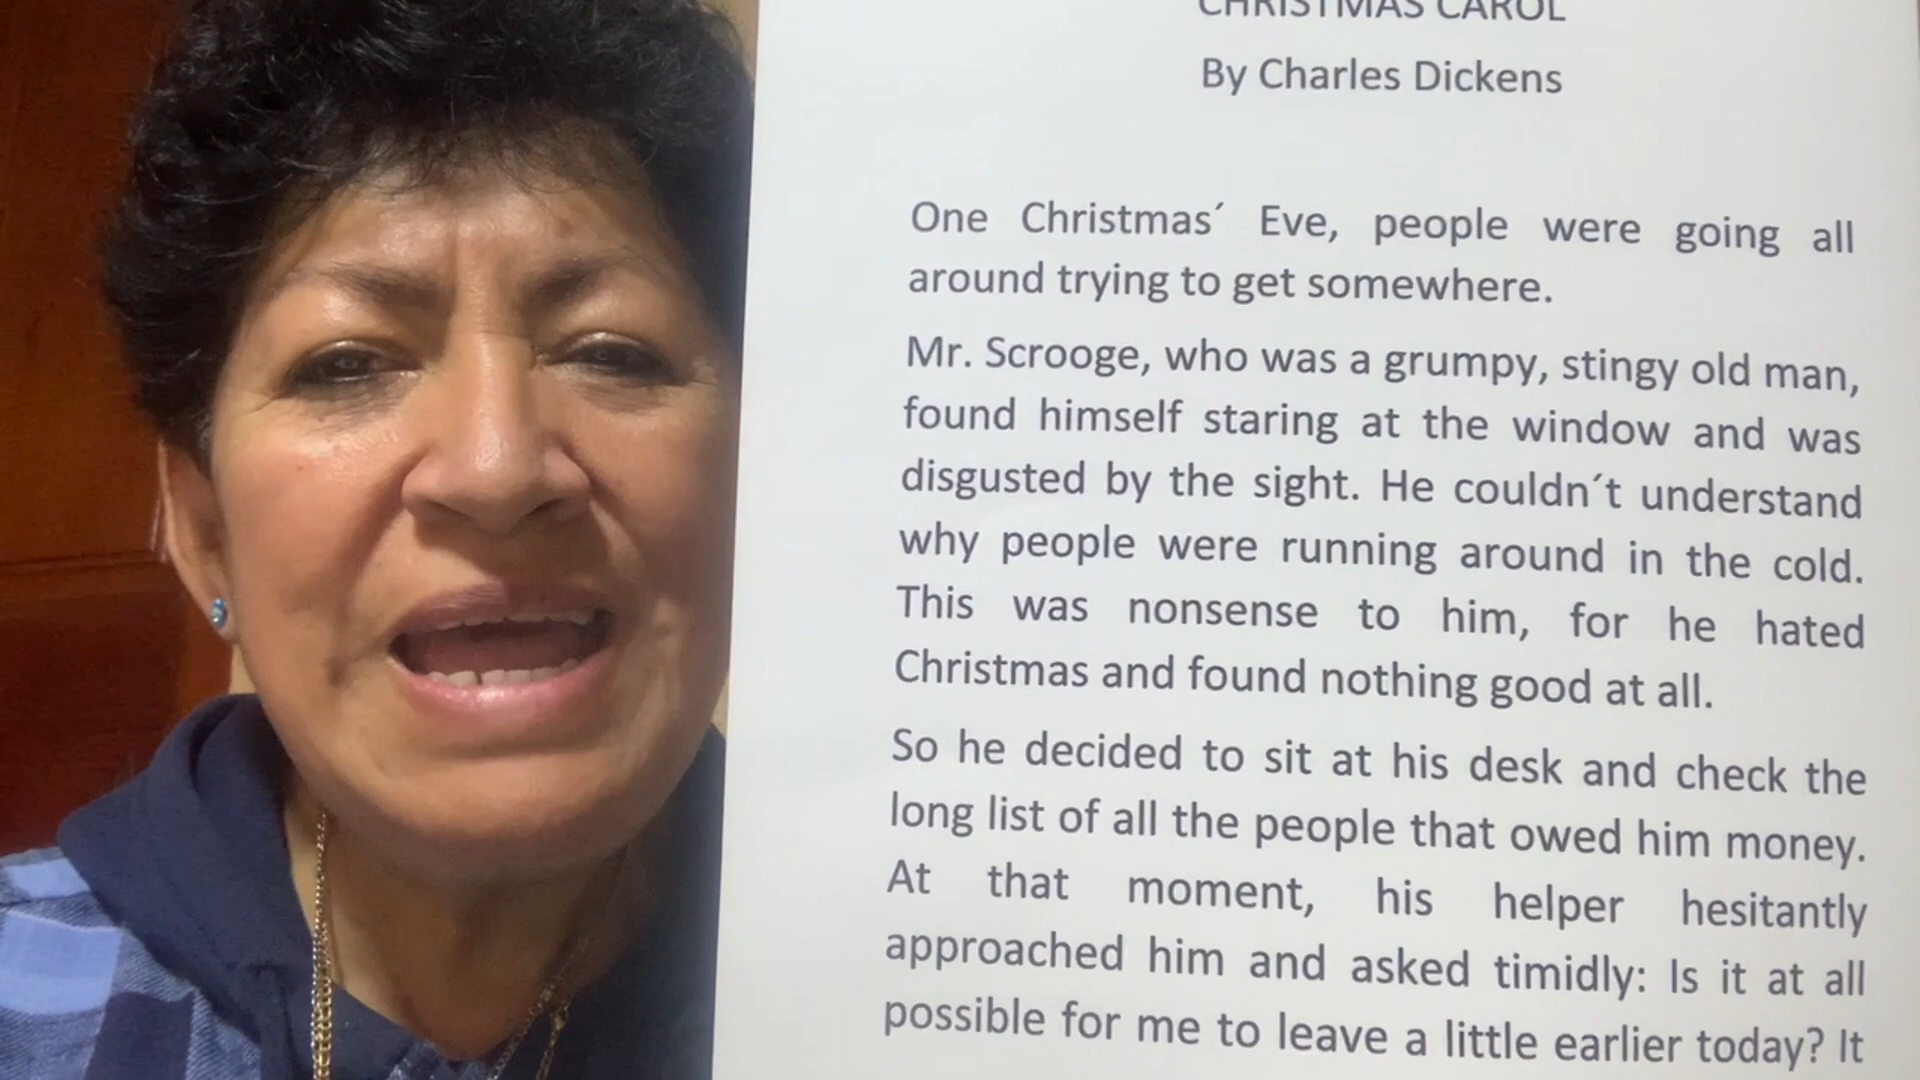 CHRISTMAS CAROL
By Charles Dickens
One Christmas´ Eve, people were going all
around trying to get somewhere.
Mr. Scrooge, who was a grumpy, stingy old man,
found himself staring at the window and was
disgusted by the sight. He couldn´t understand
why people were running around in the cold.
This was nonsense to him, for he hated
Christmas and found nothing good at all.
So he decided to sit at his desk and check the
long list of all the people that owed him money.
At that moment, his helper hesitantly
approached him and asked timidly: Is it at all
possible for me to leave a little earlier today? It